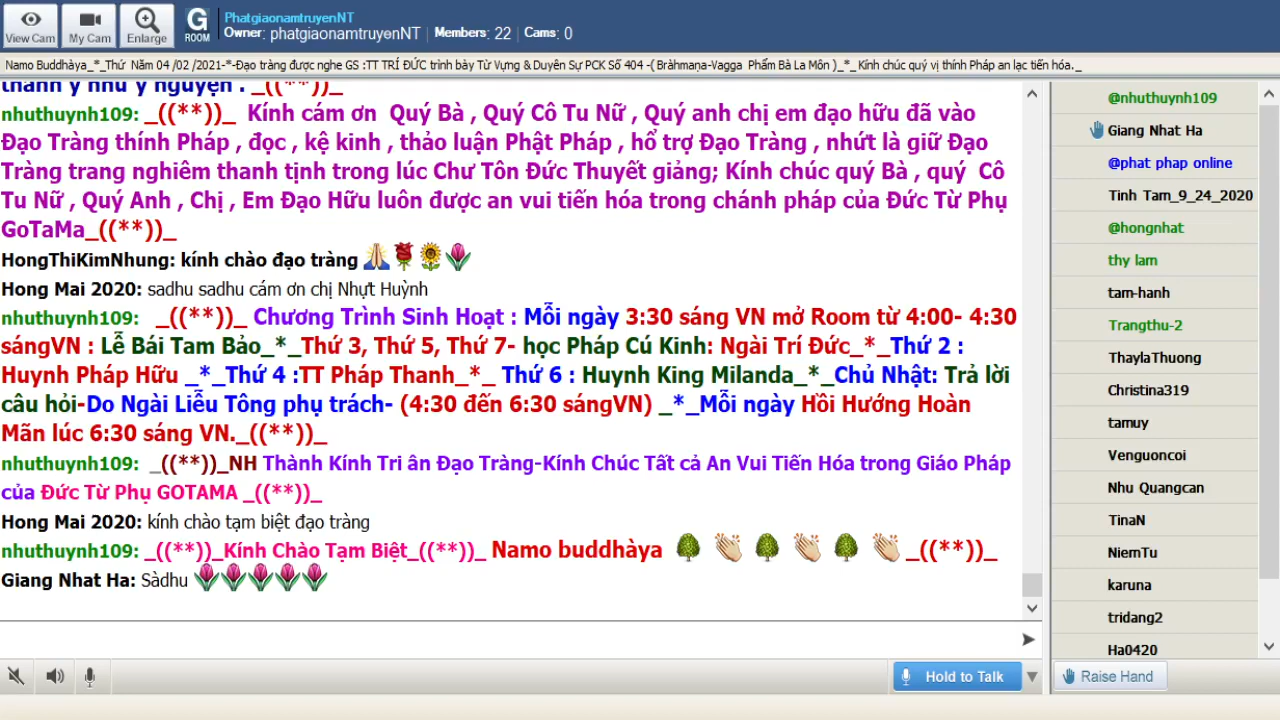 View Cam
My Cam
Enlarge
G
ROOM
PhatgiaonamtruyenNT
Owner: phatgiaonamtruyenNT | Members: 22 | Cams: 0
Namo Buddhàya_*_Thứ Năm 04 /02 /2021-*-Đạo tràng được nghe GS :TT TRÍ ĐỨC trình bày Từ Vựng & Duyên Sự PCK Số 404 -( Bràhmaṇa-Vagga Phẩm Bà La Môn )_*_ Kính chúc quý vị thính Pháp an lạc tiến hóa._
thành ý như ý nguyện . _((**))_
nhuthuynh109: _((**))_ Kính cám ơn Quý Bà , Quý Cô Tu Nữ , Quý anh chị em đạo hữu đã vào
Đạo Tràng thính Pháp , đọc , kệ kinh , thảo luận Phật Pháp , hổ trợ Đạo Tràng , nhứt là giữ Đạo
Tràng trang nghiêm thanh tịnh trong lúc Chư Tôn Đức Thuyết giảng; Kính chúc quý Bà , quý Cô
Tu Nữ , Quý Anh , Chị , Em Đạo Hữu luôn được an vui tiến hóa trong chánh pháp của Đức Từ Phụ
GoTaMa_((**))_
HongThiKimNhung: kính chào đạo tràng 🙏🌹🌻🌷
Hong Mai 2020: sadhu sadhu cám ơn chị Nhựt Huỳnh
nhuthuynh109: _((**))_ Chương Trình Sinh Hoạt : Mỗi ngày 3:30 sáng VN mở Room từ 4:00- 4:30
sángVN : Lễ Bái Tam Bảo_*_Thứ 3, Thứ 5, Thứ 7- học Pháp Cú Kinh: Ngài Trí Đức_*_Thứ 2 :
Huynh Pháp Hữu _*_Thứ 4 :TT Pháp Thanh_*_ Thứ 6 : Huynh King Milanda_*_Chủ Nhật: Trả lời
câu hỏi-Do Ngài Liễu Tông phụ trách- (4:30 đến 6:30 sángVN) _*_Mỗi ngày Hồi Hướng Hoàn
Mãn lúc 6:30 sáng VN._((**))_
nhuthuynh109: _((**))_NH Thành Kính Tri ân Đạo Tràng-Kính Chúc Tất cả An Vui Tiến Hóa trong Giáo Pháp
của Đức Từ Phụ GOTAMA _((**))_
Hong Mai 2020: kính chào tạm biệt đạo tràng
nhuthuynh109: _((**))_Kính Chào Tạm Biệt_((**))_ Namo buddhàya 🌳 👏 🌳 👏 🌳 👏 _((**))_
Giang Nhat Ha: Sàdhu 🌷🌷🌷🌷🌷
Hold to Talk
@nhuthuynh109
Giang Nhat Ha
@phat phap online
Tinh Tam_9_24_2020
@hongnhat
thy lam
tam-hanh
Trangthu-2
ThaylaThuong
Christina319
tamuy
Venguoncoi
Nhu Quangcan
TinaN
NiemTu
karuna
tridang2
Ha0420
Raise Hand